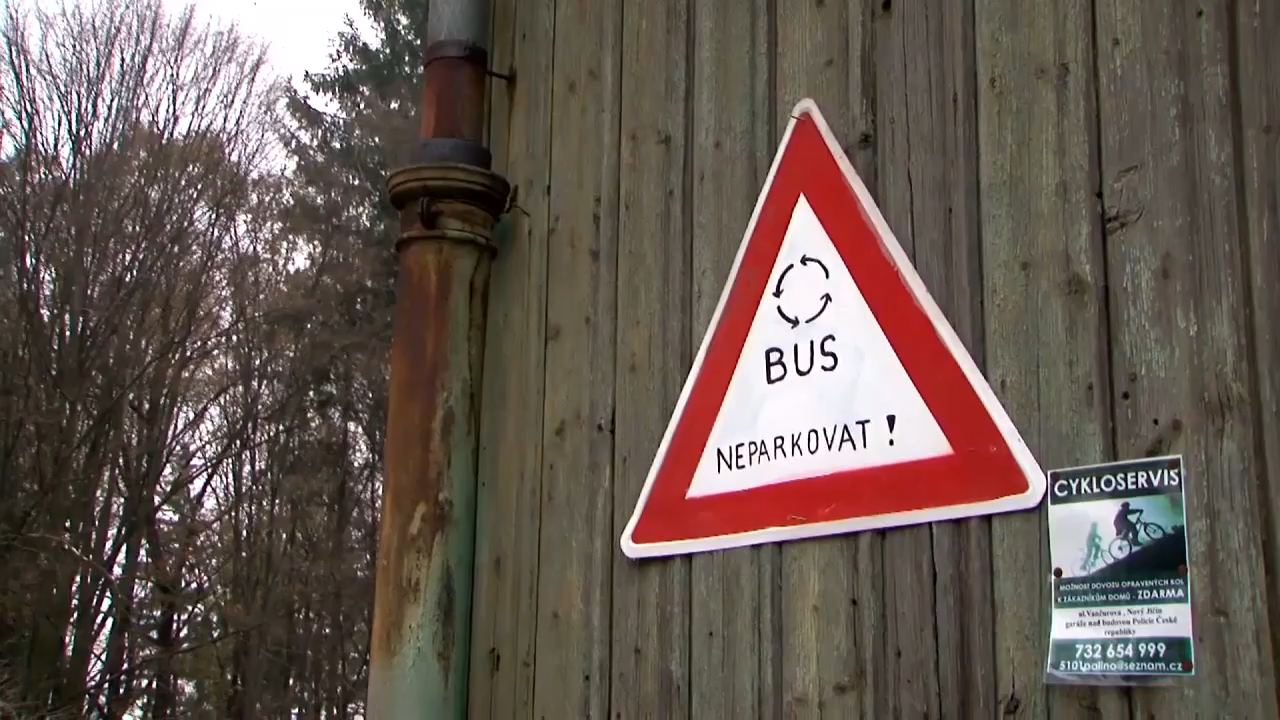 BUS
NEPARKOVAT !
CYKLOSERVIS
MOŽNOST DOVOZU OPRAVENÝCH KOL
K ZÁKAZNÍKŮM DOMŮ - ZDARMA
ul.Vančurova , Nový Jičín
garáže nad budovou Policie České
republiky
732 654 999
5101palino@seznam.cz